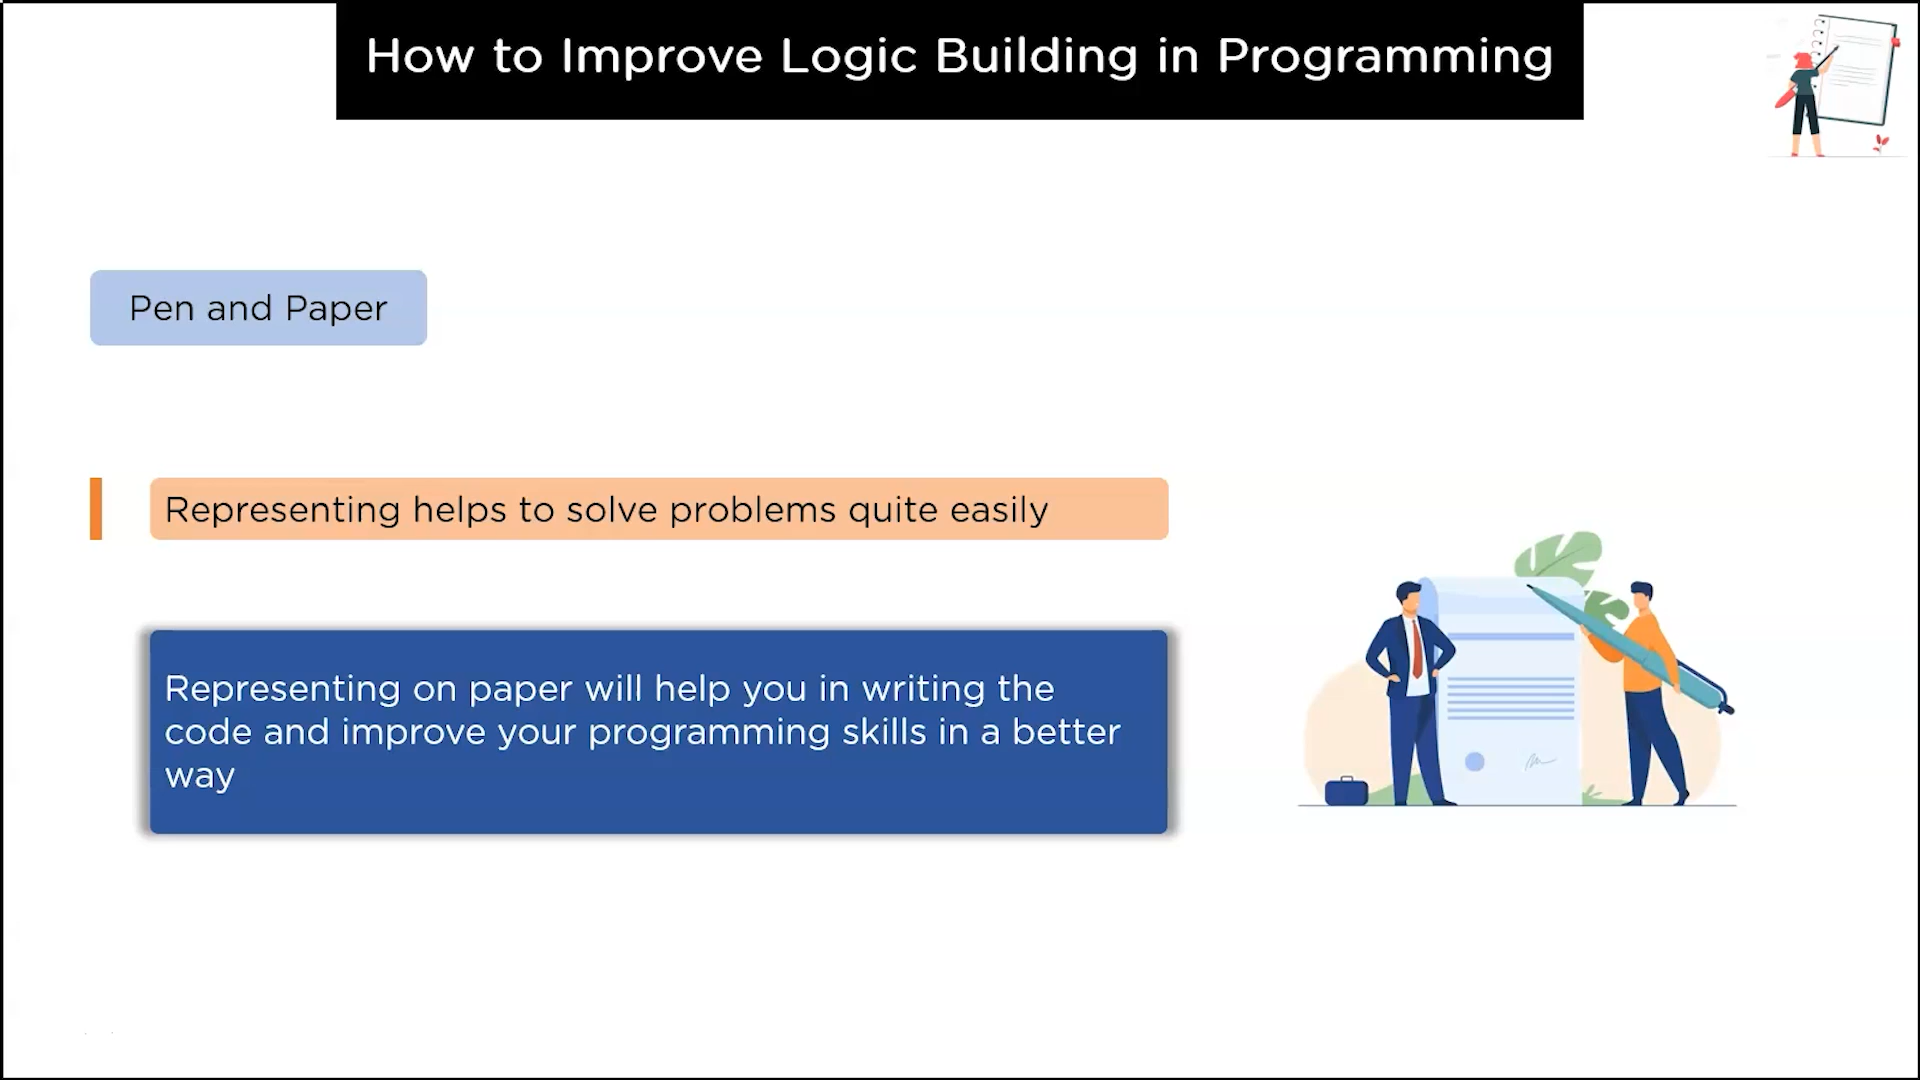 How to Improve Logic Building in Programming
Pen and Paper
Representing helps to solve problems quite easily
Representing on paper will help you in writing the
code and improve your programming skills in a better
way